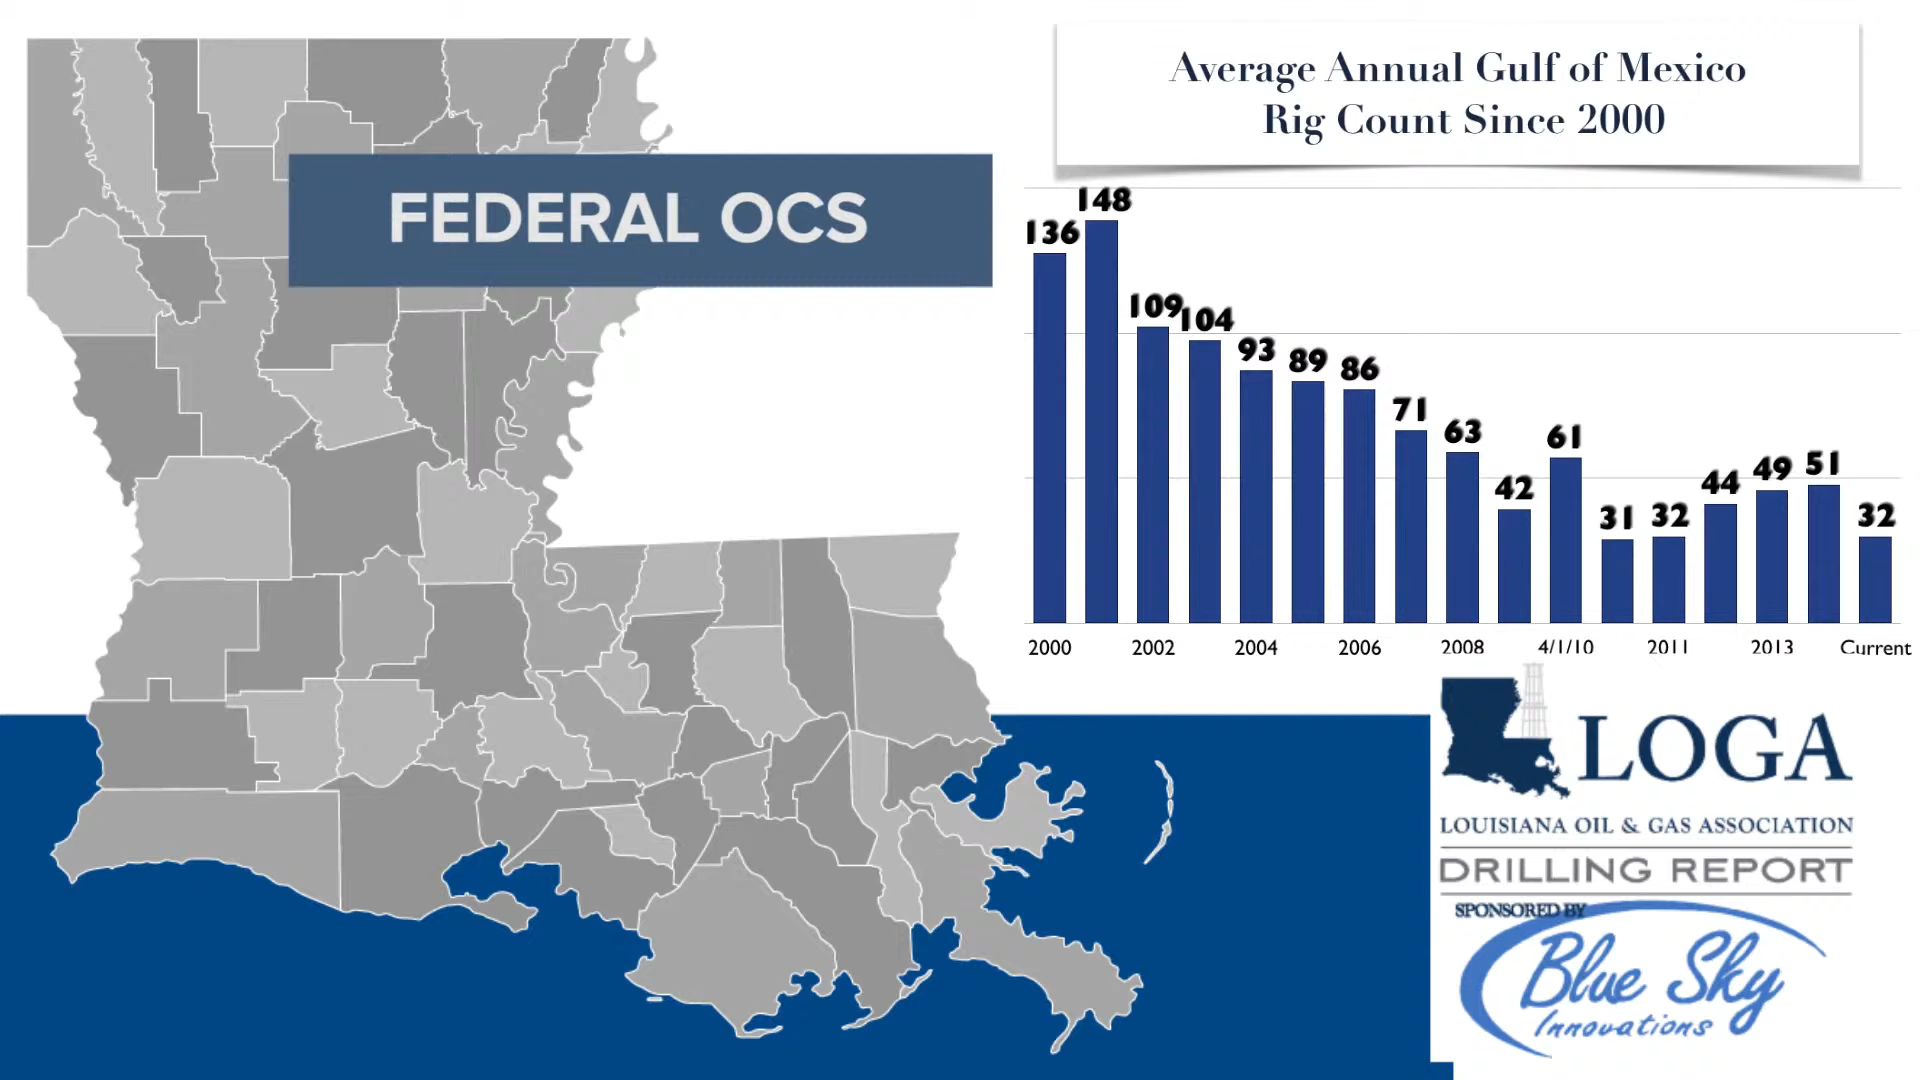 FEDERAL OCS
Average Annual Gulf of Mexico
Rig Count Since 2000
136
148
109
104
93
89
86
71
63
42
61
31
32
44
49
51
32
2000
2002
2004
2006
2008
4/1/10
2011
2013
Current
LOGA
LOUISIANA OIL & GAS ASSOCIATION
DRILLING REPORT
SPONSORED BY
Blue Sky
Innovations